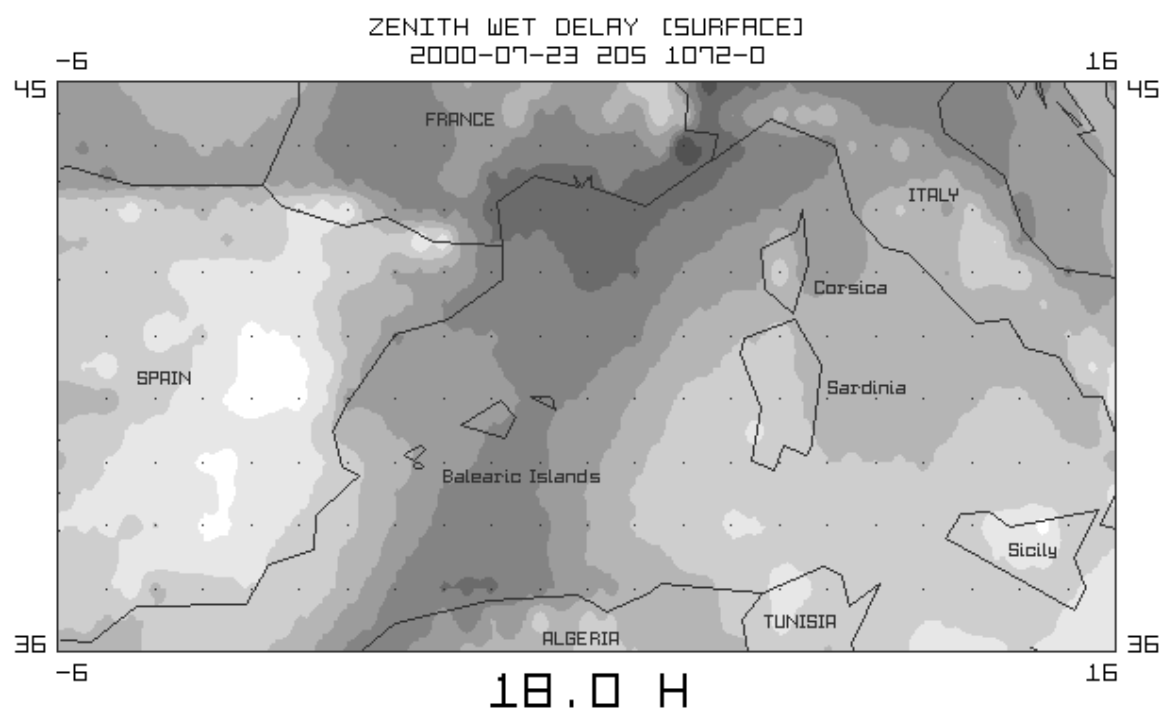 ZENITH WET DELAY [SURFACE]
2000-07-23 205 1072-0
-6 16
45 45
FRANCE
ITALY
Corsica
SPAIN
Sardinia
Balearic Islands
Sicily
TUNISIA
ALGERIA
36 36
-6 16
18.0 H